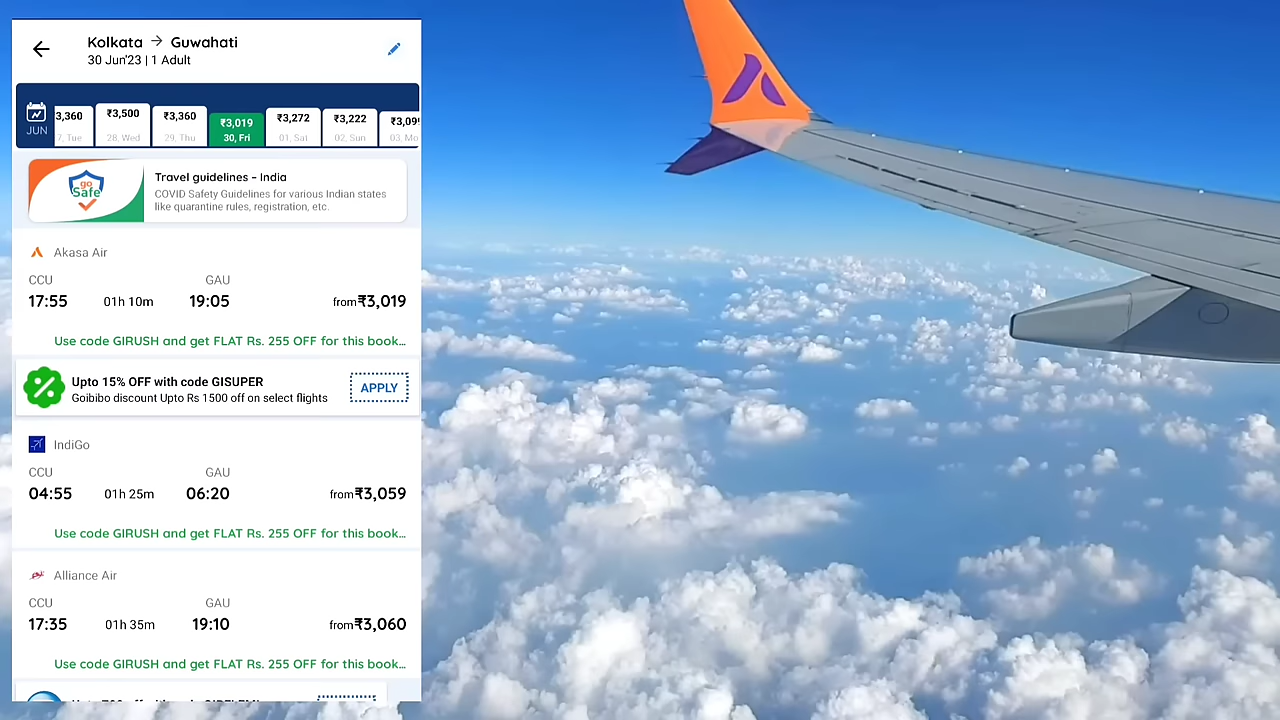 Kolkata → Guwahati
30 Jun'23 | 1 Adult
JUN
3,360
7, Tue
₹3,500
28, Wed
₹3,360
29, Thu
₹3,019
30, Fri
₹3,272
01, Sat
₹3,222
02, Sun
₹3,09
03, Mo
go
Safe
Travel guidelines – India
COVID Safety Guidelines for various Indian states
like quarantine rules, registration, etc.
Akasa Air
CCU GAU
17:55 01h 10m 19:05 from₹3,019
Use code GIRUSH and get FLAT Rs. 255 OFF for this book...
Upto 15% OFF with code GISUPER
Goibibo discount Upto Rs 1500 off on select flights
APPLY
IndiGo
CCU GAU
04:55 01h 25m 06:20 from₹3,059
Use code GIRUSH and get FLAT Rs. 255 OFF for this book...
Alliance Air
CCU GAU
17:35 01h 35m 19:10 from₹3,060
Use code GIRUSH and get FLAT Rs. 255 OFF for this book...